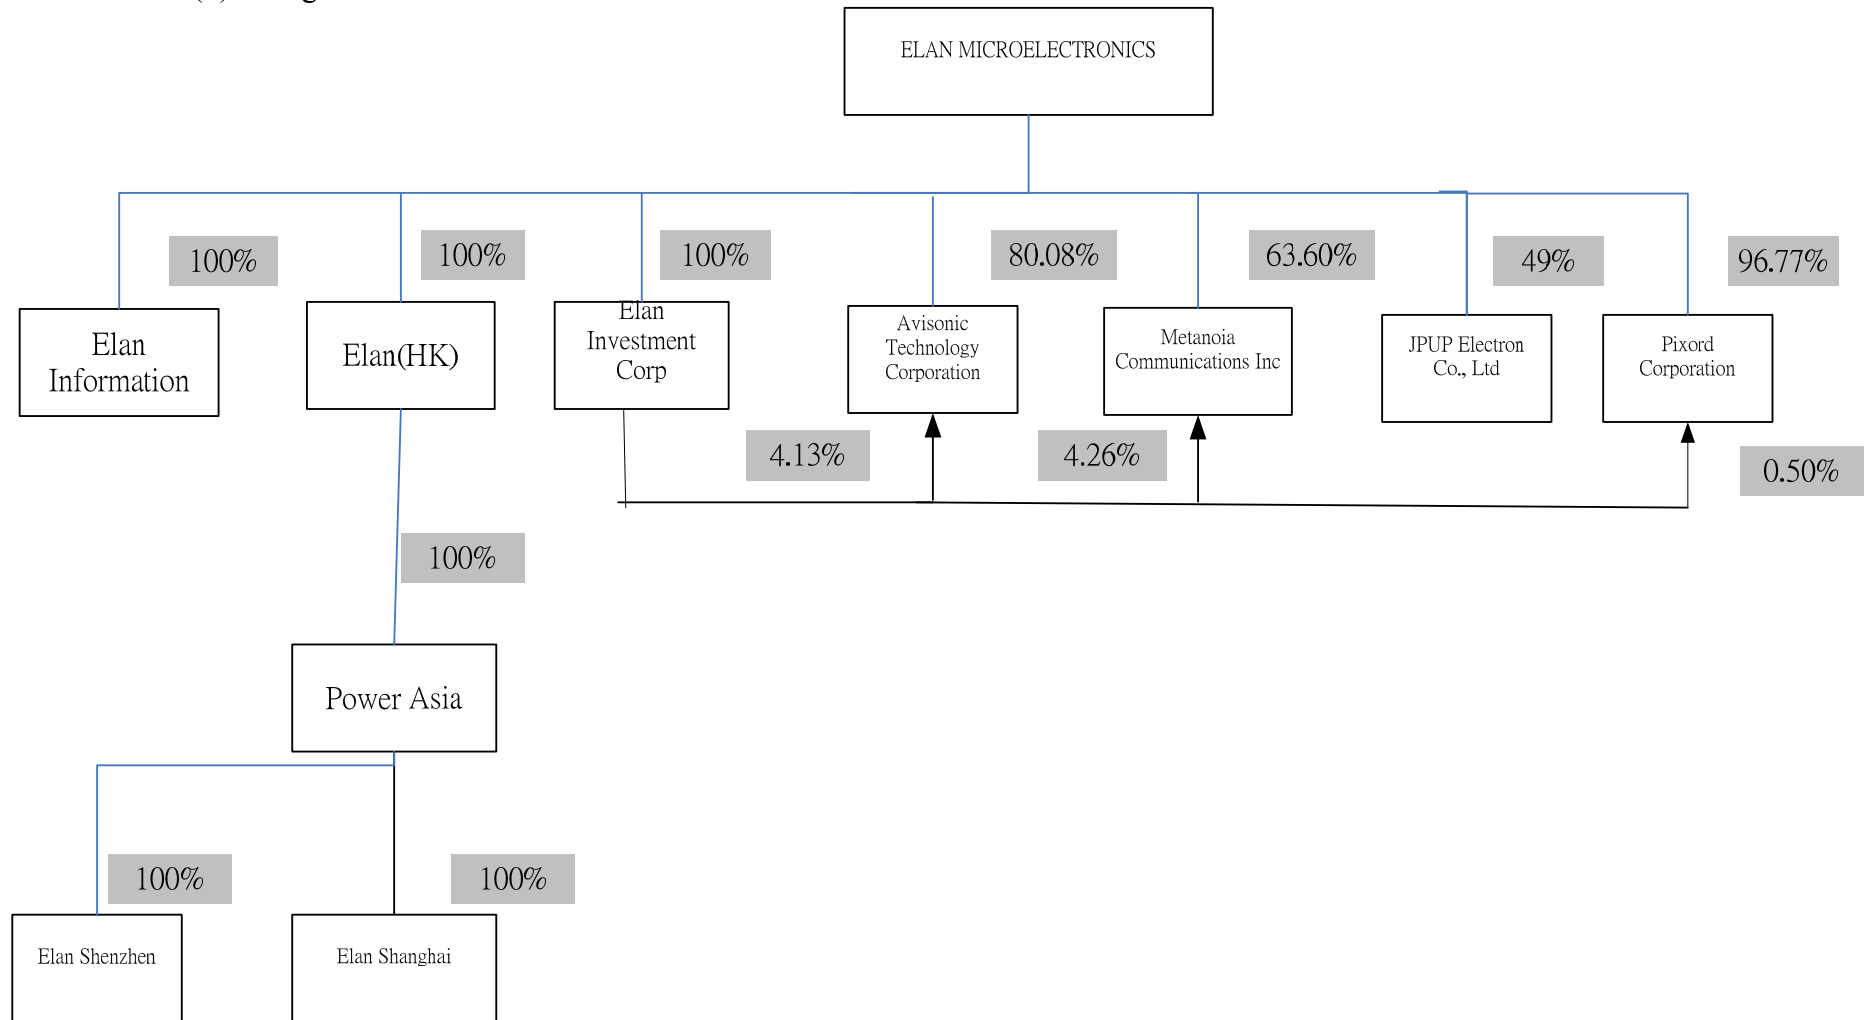 ELAN MICROELECTRONICS
100%
100%
100%
80.08%
63.60%
49%
96.77%
Elan
Information
Elan(HK)
Elan
Investment
Corp
Avisonic
Technology
Corporation
Metanoia
Communications Inc
JPUP Electron
Co., Ltd
Pixord
Corporation
4.13%
4.26%
0.50%
100%
Power Asia
100%
100%
Elan Shenzhen
Elan Shanghai